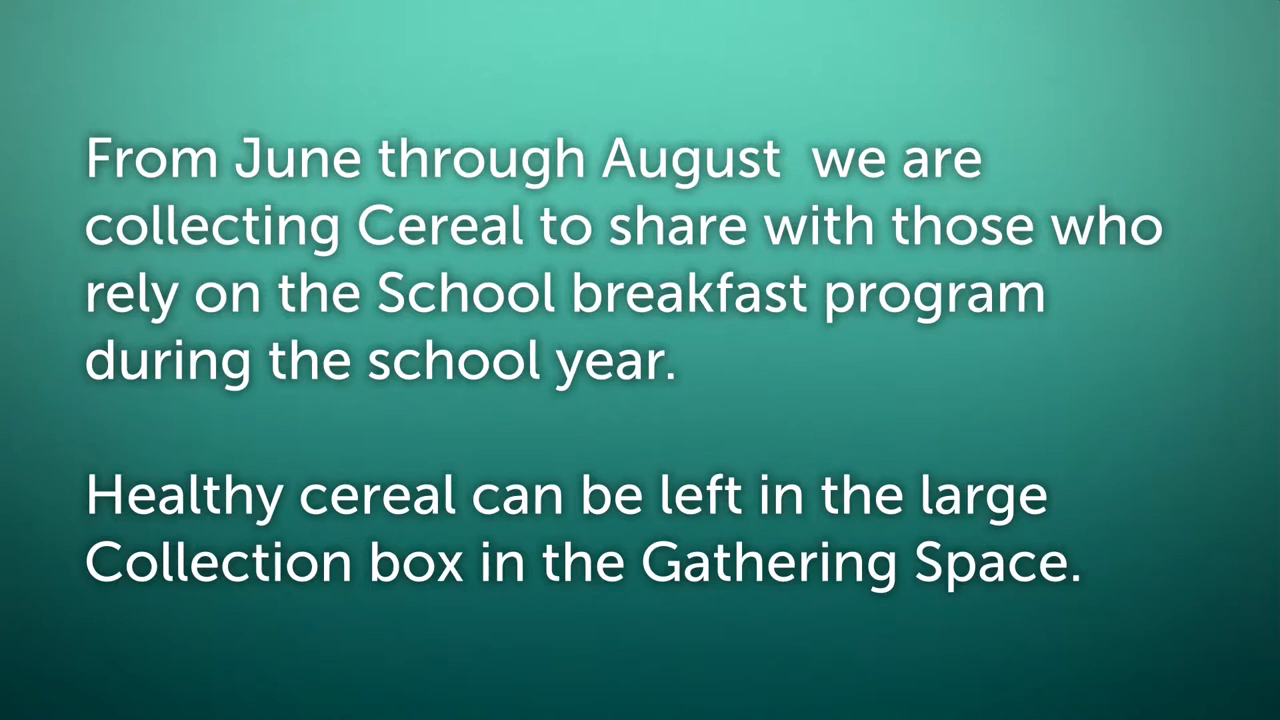 From June through August  we are
collecting Cereal to share with those who
rely on the School breakfast program
during the school year.
Healthy cereal can be left in the large
Collection box in the Gathering Space.